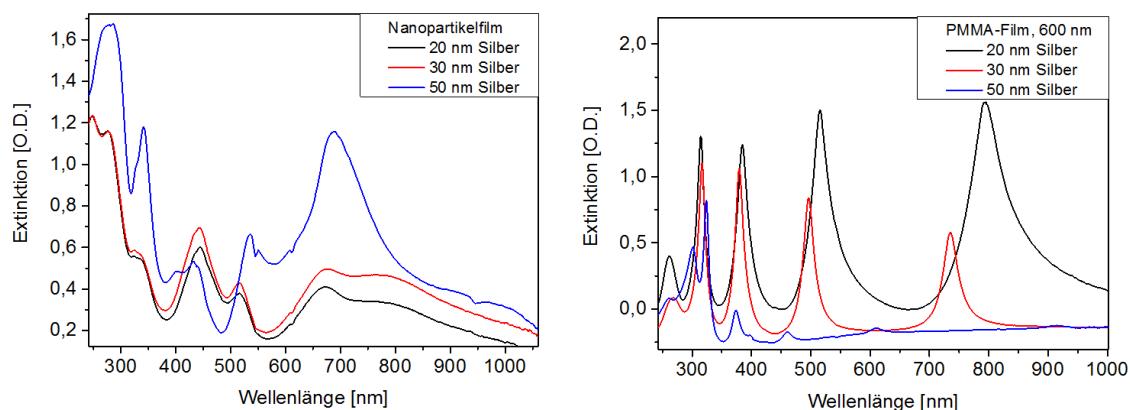 Nanopartikelfilm
20 nm Silber
30 nm Silber
50 nm Silber
Extinktion [O.D.]
1,6
1,4
1,2
1,0
0,8
0,6
0,4
0,2
300 400 500 600 700 800 900 1000
Wellenlänge [nm]
PMMA-Film, 600 nm
20 nm Silber
30 nm Silber
50 nm Silber
Extinktion [O.D.]
2,0
1,5
1,0
0,5
0,0
300 400 500 600 700 800 900 1000
Wellenlänge [nm]